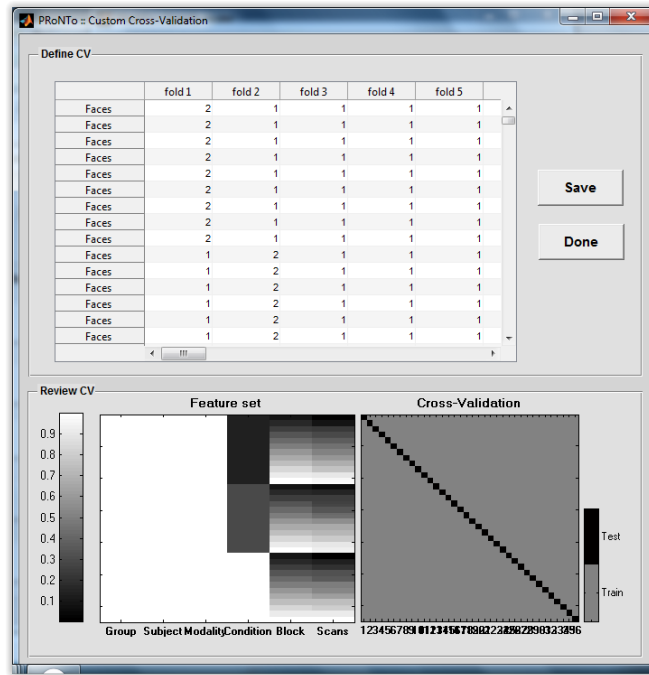 PRoNTo :: Custom Cross-Validation
Define CV
fold 1 fold 2 fold 3 fold 4 fold 5
Faces 2 1 1 1 1
Faces 2 1 1 1 1
Faces 2 1 1 1 1
Faces 2 1 1 1 1
Faces 2 1 1 1 1
Faces 2 1 1 1 1
Faces 2 1 1 1 1
Faces 2 1 1 1 1
Faces 2 1 1 1 1
Faces 1 2 1 1 1
Faces 1 2 1 1 1
Faces 1 2 1 1 1
Faces 1 2 1 1 1
Faces 1 2 1 1 1
Faces 1 2 1 1 1
Save
Done
Review CV
Feature set
Cross-Validation
0.9
0.8
0.7
0.6
0.5
0.4
0.3
0.2
0.1
Group Subject Modality Condition Block Scans
Test
Train